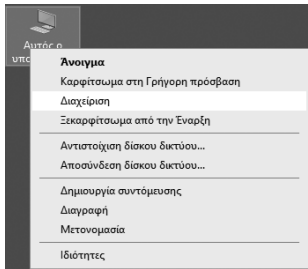 Αυτός ο
υπο
Άνοιγμα
Καρφίτσωμα στη Γρήγορη πρόσβαση
Διαχείριση
Ξεκαρφίτσωμα από την Έναρξη
Αντιστοίχιση δίσκου δικτύου...
Αποσύνδεση δίσκου δικτύου...
Δημιουργία συντόμευσης
Διαγραφή
Μετονομασία
Ιδιότητες